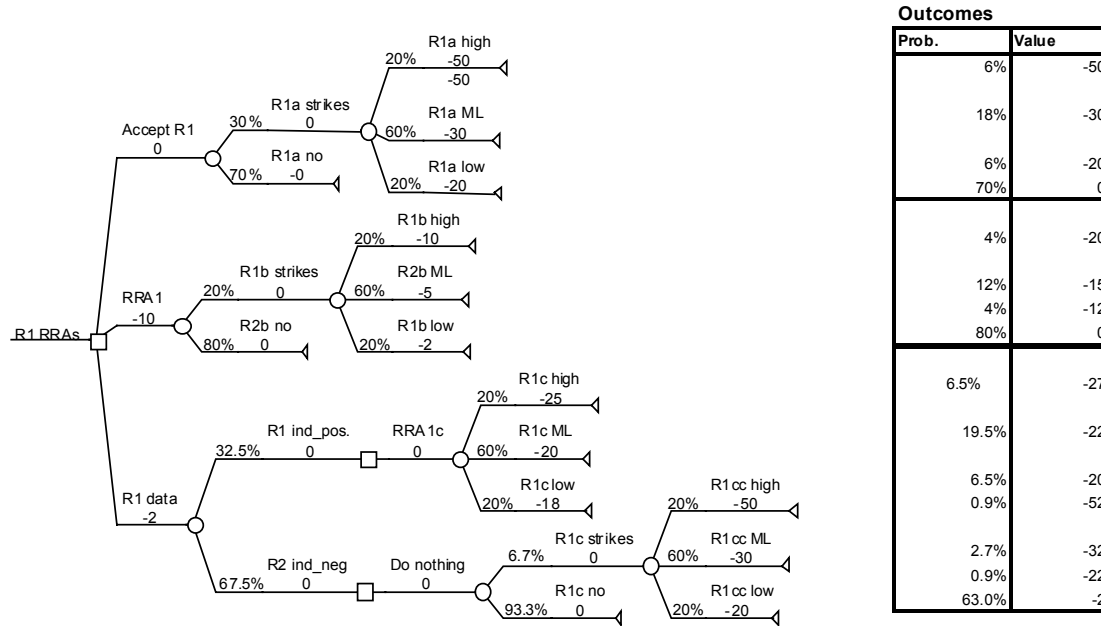 Outcomes
Prob. Value
6% -50
18% -30
6% -20
70% 0
4% -20
12% -15
4% -12
80% 0
6.5% -27
19.5% -22
6.5% -20
0.9% -52
2.7% -32
0.9% -22
63.0% -2
R1 RRAs
Accept R1
0
30% R1a strikes
0
20% R1a high
-50
-50
60% R1a ML
-30
20% R1a low
-20
70% R1a no
-0
RRA1
-10
20% R1b strikes
0
20% R1b high
-10
60% R2b ML
-5
20% R1b low
-2
80% R2b no
0
R1 data
-2
32.5% R1 ind_pos.
0
RRA1c
0
20% R1c high
-25
60% R1c ML
-20
20% R1c low
-18
67.5% R2 ind_neg
0
Do nothing
0
6.7% R1c strikes
0
20% R1cc high
-50
60% R1cc ML
-30
20% R1cc low
-20
93.3% R1c no
0